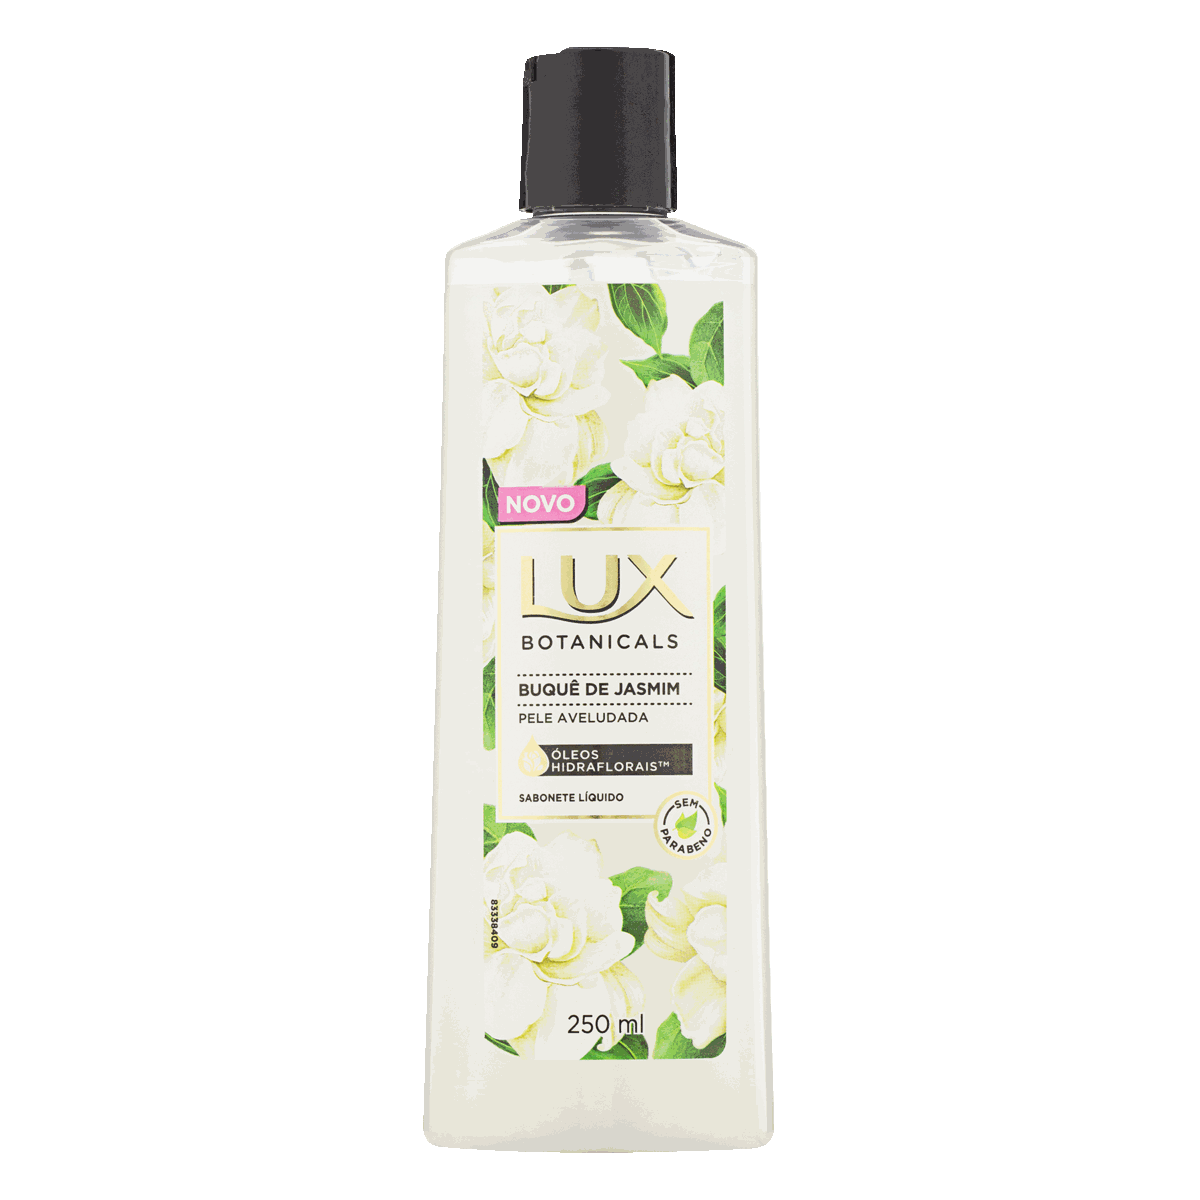 NOVO
LUX
BOTANICALS
BUQUÊ DE JASMIM
PELE AVELUDADA
ÓLEOS
HIDRAFLORAIS™
SABONETE LÍQUIDO
SEM
PARABENO
83338409
250 ml